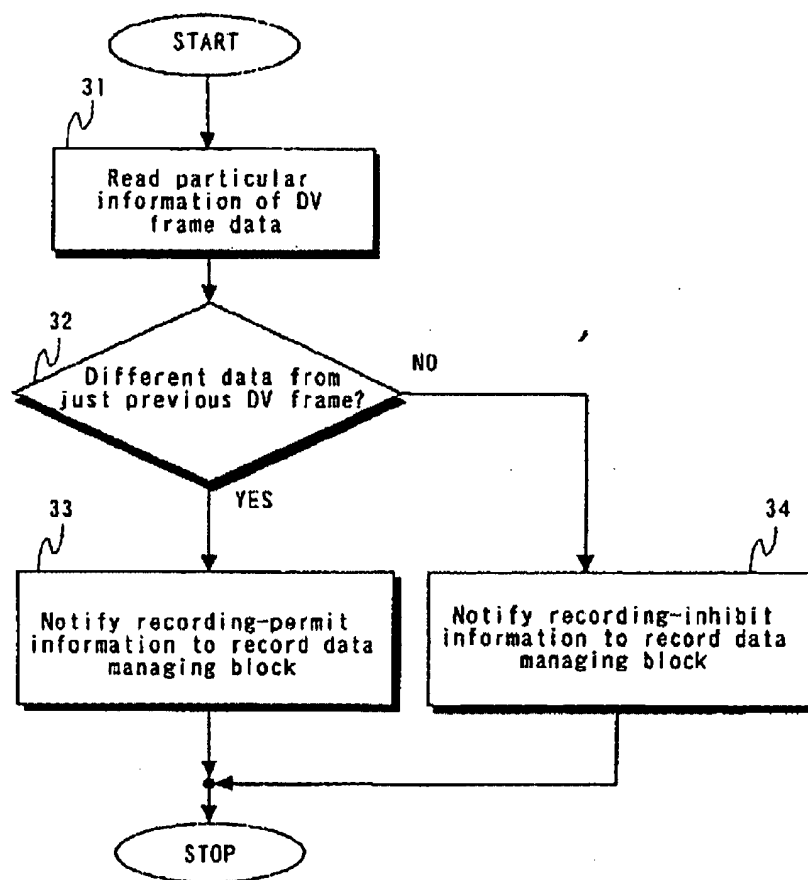 START
31
Read particular
information of DV
frame data
32
Different data from
just previous DV frame?
NO
YES
33
Notify recording-permit
information to record data
managing block
34
Notify recording-inhibit
information to record data
managing block
STOP